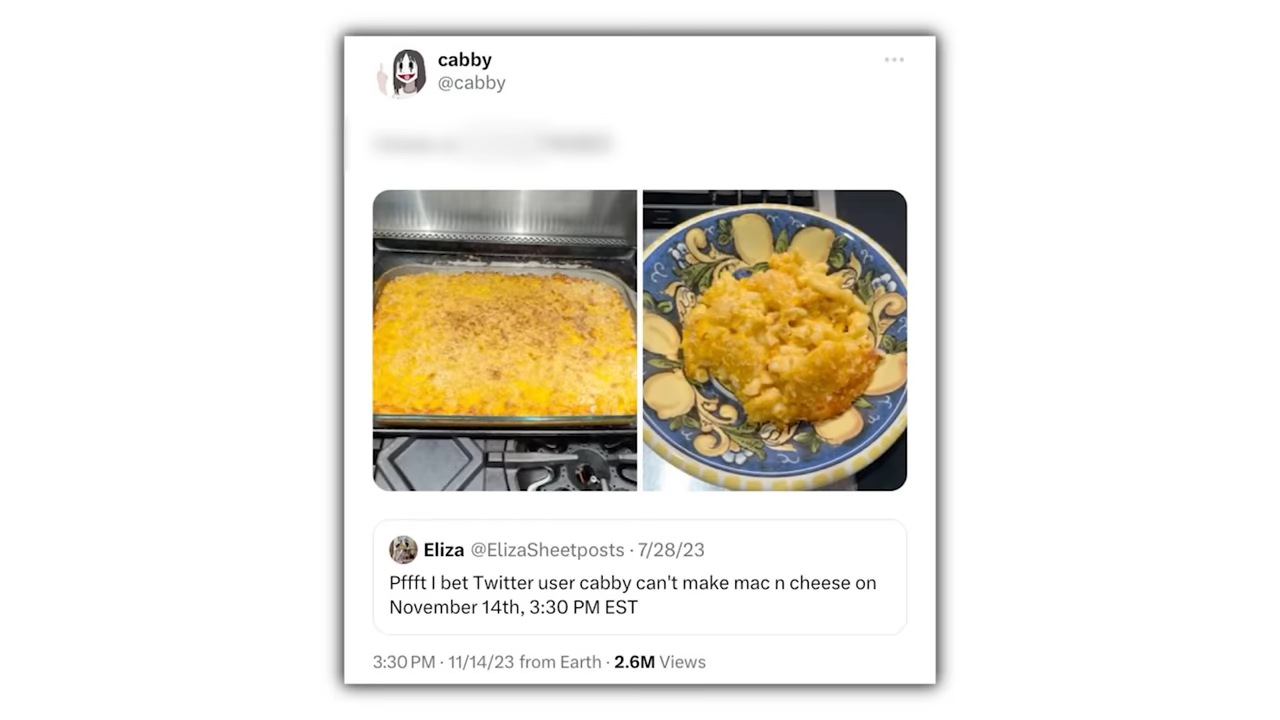 cabby
@cabby
Eliza @ElizaSheetposts · 7/28/23
Pffft I bet Twitter user cabby can't make mac n cheese on
November 14th, 3:30 PM EST
3:30 PM · 11/14/23 from Earth · 2.6M Views